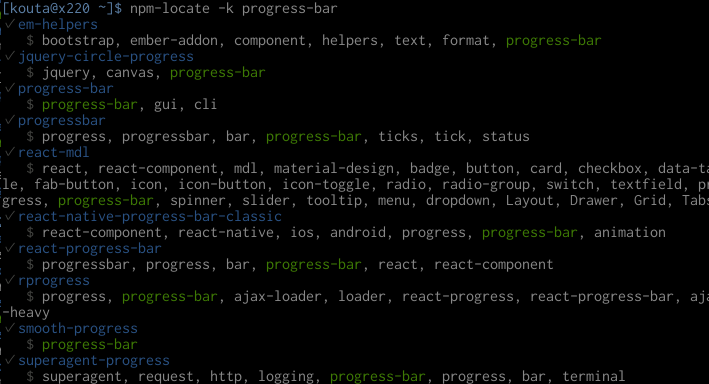 [kouta@x220 ~]$ npm-locate -k progress-bar
✓em-helpers
$ bootstrap, ember-addon, component, helpers, text, format, progress-bar
✓jquery-circle-progress
$ jquery, canvas, progress-bar
✓progress-bar
$ progress-bar, gui, cli
✓progressbar
$ progress, progressbar, bar, progress-bar, ticks, tick, status
✓react-mdl
$ react, react-component, mdl, material-design, badge, button, card, checkbox, data-ta
le, fab-button, icon, icon-button, icon-toggle, radio, radio-group, switch, textfield, pr
gress, progress-bar, spinner, slider, tooltip, menu, dropdown, Layout, Drawer, Grid, Tabs
✓react-native-progress-bar-classic
$ react-component, react-native, ios, android, progress, progress-bar, animation
✓react-progress-bar
$ progressbar, progress, bar, progress-bar, react, react-component
✓rprogress
$ progress, progress-bar, ajax-loader, loader, react-progress, react-progress-bar, aja
-heavy
✓smooth-progress
$ progress-bar
✓superagent-progress
$ superagent, request, http, logging, progress-bar, progress, bar, terminal